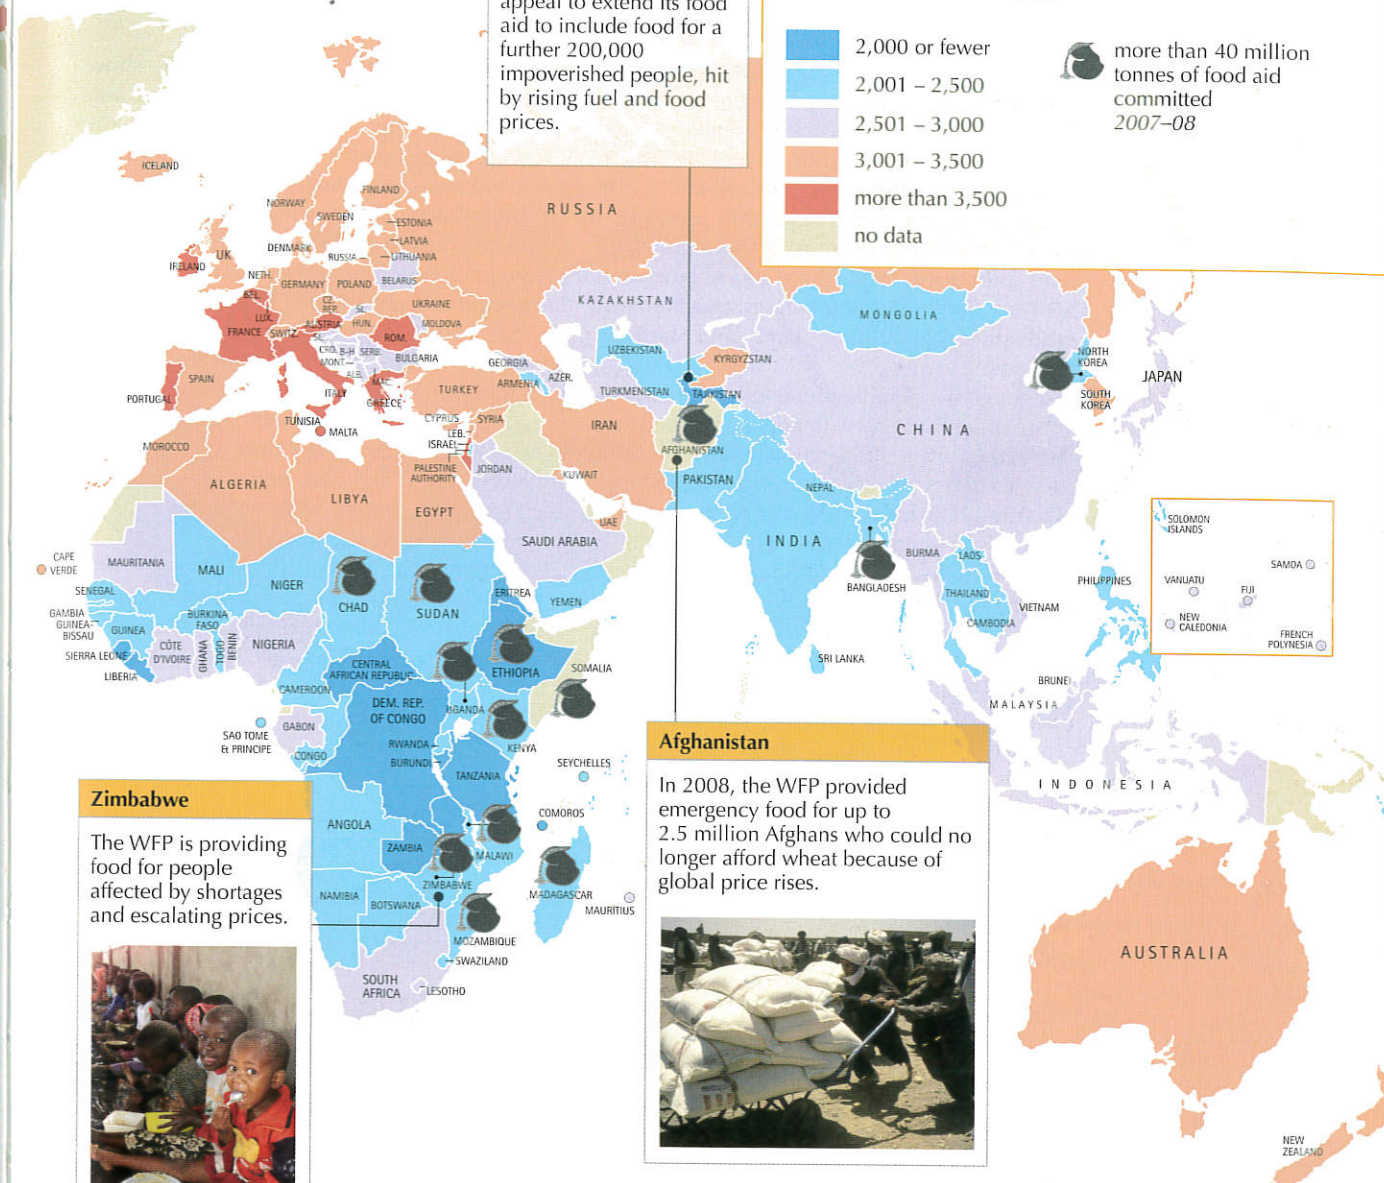 appeal to extend its food
aid to include food for a
further 200,000
impoverished people, hit
by rising fuel and food
prices.
2,000 or fewer
2,001 – 2,500
2,501 – 3,000
3,001 – 3,500
more than 3,500
no data
more than 40 million
tonnes of food aid
committed
2007–08
ICELAND
NORWAY
SWEDEN
FINLAND
RUSSIA
ESTONIA
LATVIA
LITHUANIA
RUSSIA
DENMARK
UK
IRELAND
NETH.
BEL.
LUX.
GERMANY
POLAND
BELARUS
CZ.
REP.
SL.
UKRAINE
FRANCE
SWITZ.
AUSTRIA
HUN.
MOLDOVA
SL.
ROM.
CRO.
B-H
SERB.
MONT.
BULGARIA
ALB.
MAC.
SPAIN
PORTUGAL
ITALY
GREECE
TUNISIA
MALTA
GEORGIA
ARMENIA
AZER.
TURKEY
CYPRUS
SYRIA
LEB.
ISRAEL
PALESTINE
AUTHORITY
JORDAN
IRAN
KUWAIT
UAE
SAUDI ARABIA
YEMEN
KAZAKHSTAN
UZBEKISTAN
KYRGYZSTAN
TURKMENISTAN
TAJIKISTAN
AFGHANISTAN
PAKISTAN
MONGOLIA
CHINA
NORTH
KOREA
SOUTH
KOREA
JAPAN
NEPAL
INDIA
BANGLADESH
BURMA
LAOS
THAILAND
VIETNAM
CAMBODIA
PHILIPPINES
SRI LANKA
BRUNEI
MALAYSIA
INDONESIA
SOLOMON
ISLANDS
SAMOA
VANUATU
FIJI
NEW
CALEDONIA
FRENCH
POLYNESIA
AUSTRALIA
NEW
ZEALAND
MOROCCO
ALGERIA
LIBYA
EGYPT
CAPE
VERDE
MAURITANIA
MALI
NIGER
CHAD
SUDAN
ERITREA
SENEGAL
GAMBIA
GUINEA-
BISSAU
GUINEA
BURKINA
FASO
SIERRA LEONE
LIBERIA
CÔTE
D'IVOIRE
GHANA
TOGO
BENIN
NIGERIA
CENTRAL
AFRICAN REPUBLIC
CAMEROON
ETHIOPIA
SOMALIA
UGANDA
KENYA
DEM. REP.
OF CONGO
GABON
CONGO
SAO TOME
& PRINCIPE
RWANDA
BURUNDI
TANZANIA
SEYCHELLES
COMOROS
ANGOLA
ZAMBIA
MALAWI
ZIMBABWE
NAMIBIA
BOTSWANA
MADAGASCAR
MAURITIUS
MOZAMBIQUE
SWAZILAND
SOUTH
AFRICA
LESOTHO
Zimbabwe
The WFP is providing
food for people
affected by shortages
and escalating prices.
Afghanistan
In 2008, the WFP provided
emergency food for up to
2.5 million Afghans who could no
longer afford wheat because of
global price rises.